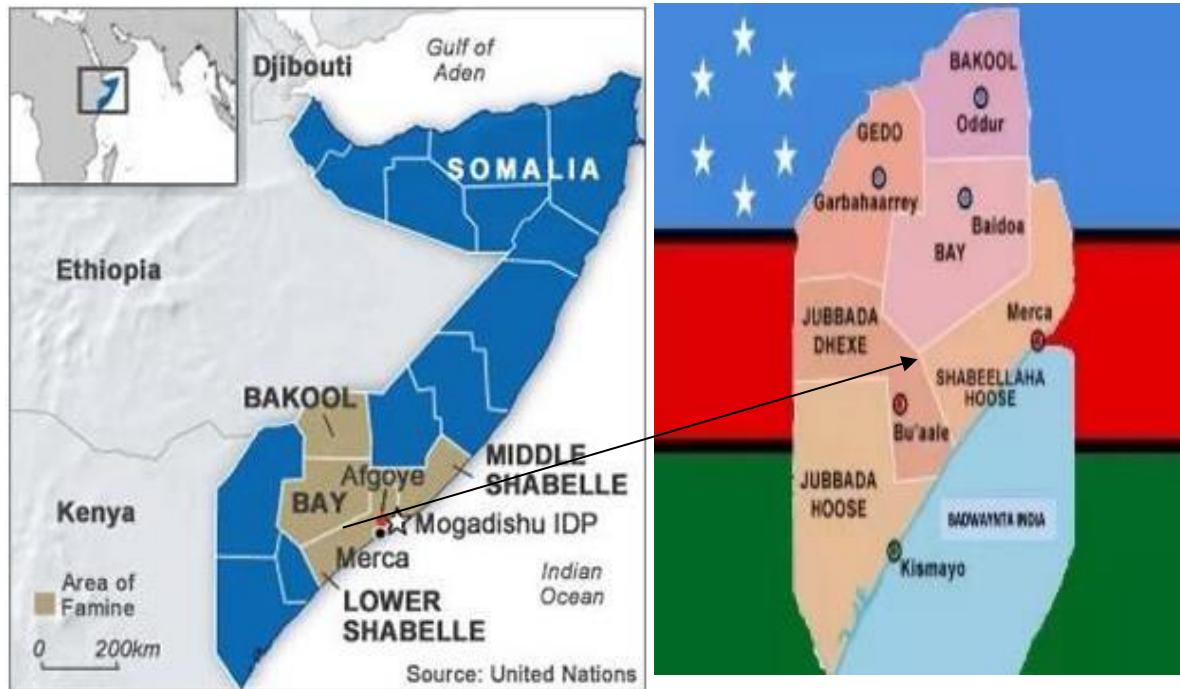 Gulf of
Aden
Djibouti
SOMALIA
Ethiopia
BAKOOL
MIDDLE
SHABELLE
Afgoye
BAY
Kenya
Mogadishu IDP
Merca
Area of
Famine
Indian
Ocean
LOWER
SHABELLE
0 200km
Source: United Nations
BAKOOL
Oddur
GEDO
Garbahaarrey
Baidoa
BAY
Merca
JUBBADA
DHEXE
SHABEELLAHA
HOOSE
Bu'aale
JUBBADA
HOOSE
BADWAYNTA INDIA
Kismayo